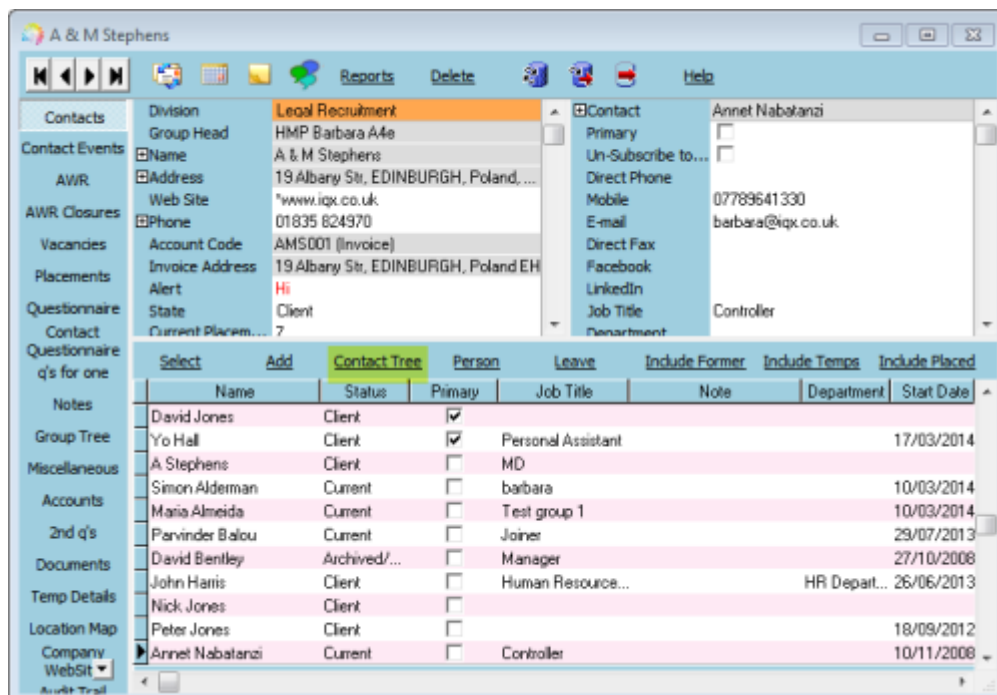 A & M Stephens
Reports Delete Help
Contacts
Contact Events
AWR
AWR Closures
Vacancies
Placements
Questionnaire
Contact
Questionnaire
q's for one
Notes
Group Tree
Miscellaneous
Accounts
2nd q's
Documents
Temp Details
Location Map
Company
WebSit
Audit Trail
Division Legal Recruitment
Group Head HMP Barbara A4e
Name A & M Stephens
Address 19 Albany Str, EDINBURGH, Poland, ...
Web Site "www.iqx.co.uk
Phone 01835 824970
Account Code AMS001 (Invoice)
Invoice Address 19 Albany Str, EDINBURGH, Poland EH
Alert Hi
State Client
Current Placem... 7
Contact Annet Nabatanzi
Primary
Un-Subscribe to...
Direct Phone
Mobile 07789641330
E-mail barbara@iqx.co.uk
Direct Fax
Facebook
LinkedIn
Job Title Controller
Department
Select Add Contact Tree Person Leave Include Former Include Temps Include Placed
Name Status Primary Job Title Note Department Start Date
David Jones Client
Yo Hall Client Personal Assistant 17/03/2014
A Stephens Client MD
Simon Alderman Current barbara 10/03/2014
Maria Almeida Current Test group 1 10/03/2014
Parvinder Balou Current Joiner 29/07/2013
David Bentley Archived/... Manager 27/10/2008
John Harris Client Human Resource... HR Depart... 26/06/2013
Nick Jones Client
Peter Jones Client 18/09/2012
Annet Nabatanzi Current Controller 10/11/2008